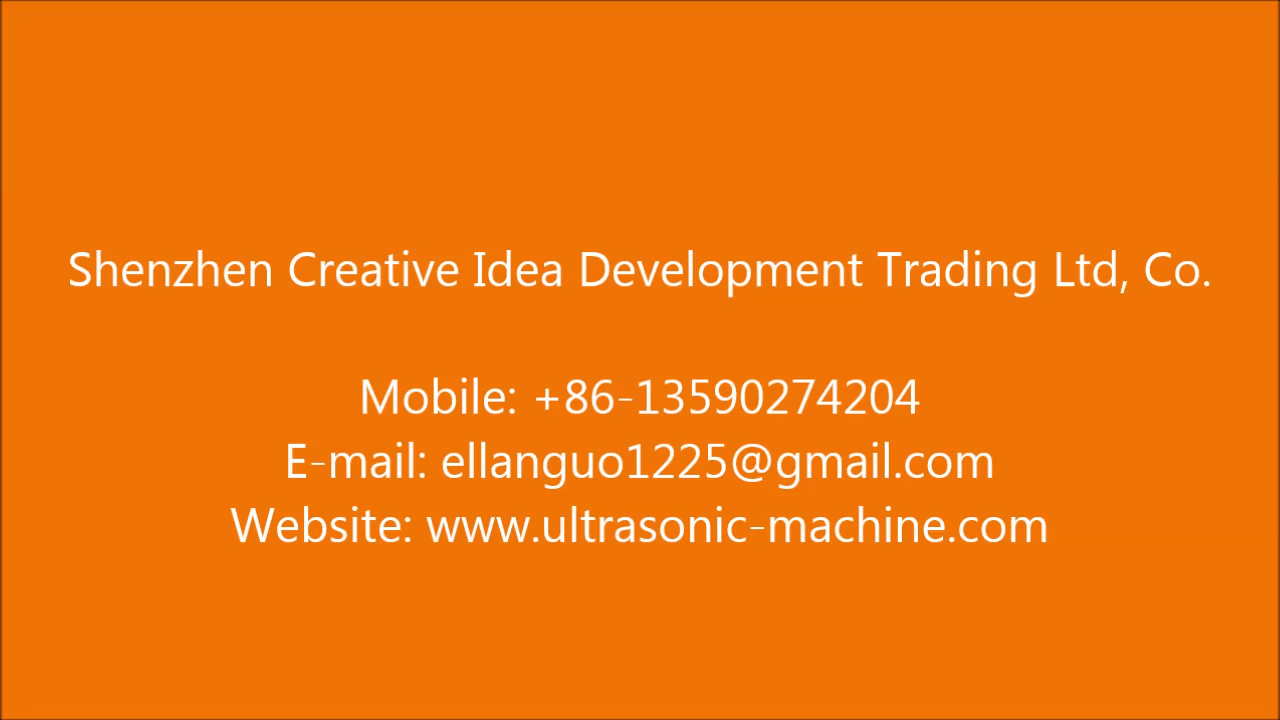 Shenzhen Creative Idea Development Trading Ltd, Co.
Mobile: +86-13590274204
E-mail: ellanguo1225@gmail.com
Website: www.ultrasonic-machine.com